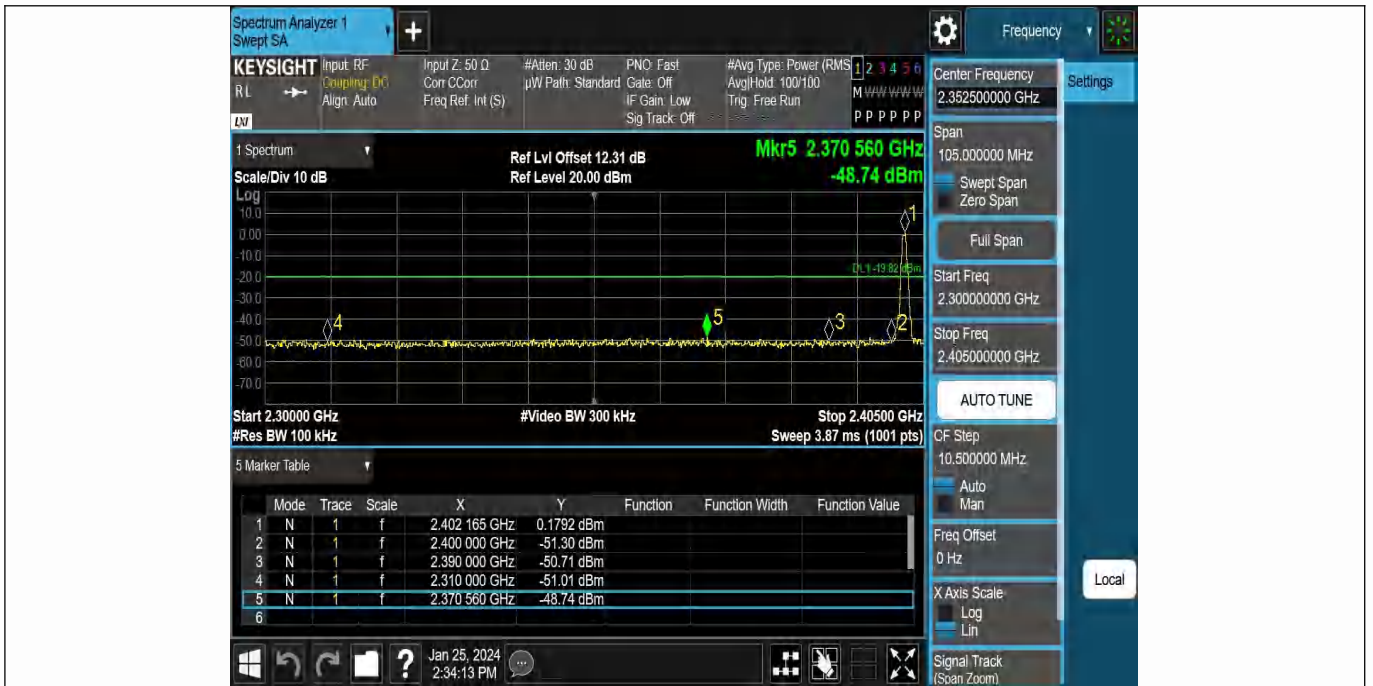 Spectrum Analyzer 1
Swept SA
+
Frequency
KEYSIGHT
RL
LXI
Input: RF
Coupling: DC
Align: Auto
Input Z: 50 Ω
Corr CCorr
Freq Ref: Int (S)
#Atten: 30 dB
µW Path: Standard
PNO: Fast
Gate: Off
IF Gain: Low
Sig Track: Off
#Avg Type: Power (RMS
Avg|Hold: 100/100
Trig: Free Run
1 2 3 4 5 6
M W W W W W
P P P P P P
1 Spectrum
Scale/Div 10 dB
Ref Lvl Offset 12.31 dB
Ref Level 20.00 dBm
Mkr5 2.370 560 GHz
-48.74 dBm
Log
10.0
0.00
-10.0
-20.0
-30.0
-40.0
-50.0
-60.0
-70.0
1
DL1 -19.82 dBm
4
5
3
2
Start 2.30000 GHz
#Video BW 300 kHz
Stop 2.40500 GHz
#Res BW 100 kHz
Sweep 3.87 ms (1001 pts)
5 Marker Table
Mode Trace Scale X Y Function Function Width Function Value
1 N 1 f 2.402 165 GHz 0.1792 dBm
2 N 1 f 2.400 000 GHz -51.30 dBm
3 N 1 f 2.390 000 GHz -50.71 dBm
4 N 1 f 2.310 000 GHz -51.01 dBm
5 N 1 f 2.370 560 GHz -48.74 dBm
6
?
Jan 25, 2024
2:34:13 PM
Center Frequency
2.352500000 GHz
Settings
Span
105.000000 MHz
Swept Span
Zero Span
Full Span
Start Freq
2.300000000 GHz
Stop Freq
2.405000000 GHz
AUTO TUNE
CF Step
10.500000 MHz
Auto
Man
Freq Offset
0 Hz
Local
X Axis Scale
Log
Lin
Signal Track
(Span Zoom)